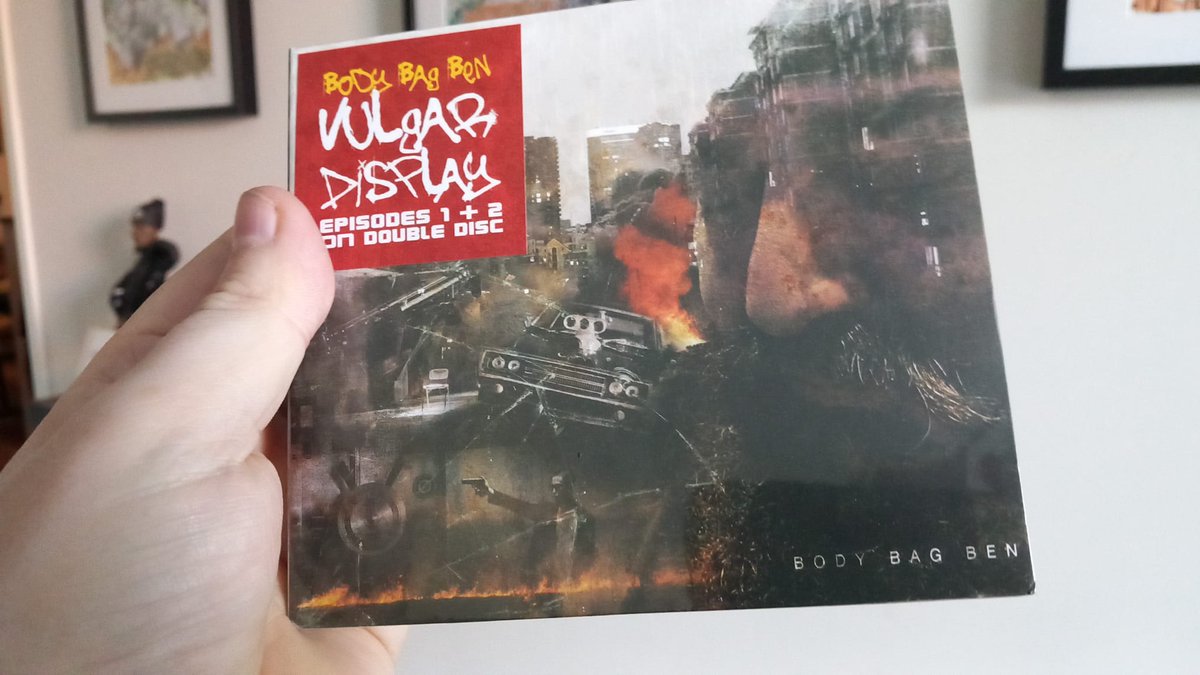 BODY BAG BEN
VULgAR
DiSPLAY
EPISODES 1 + 2
ON DOUBLE DISC
BODY BAG BEN